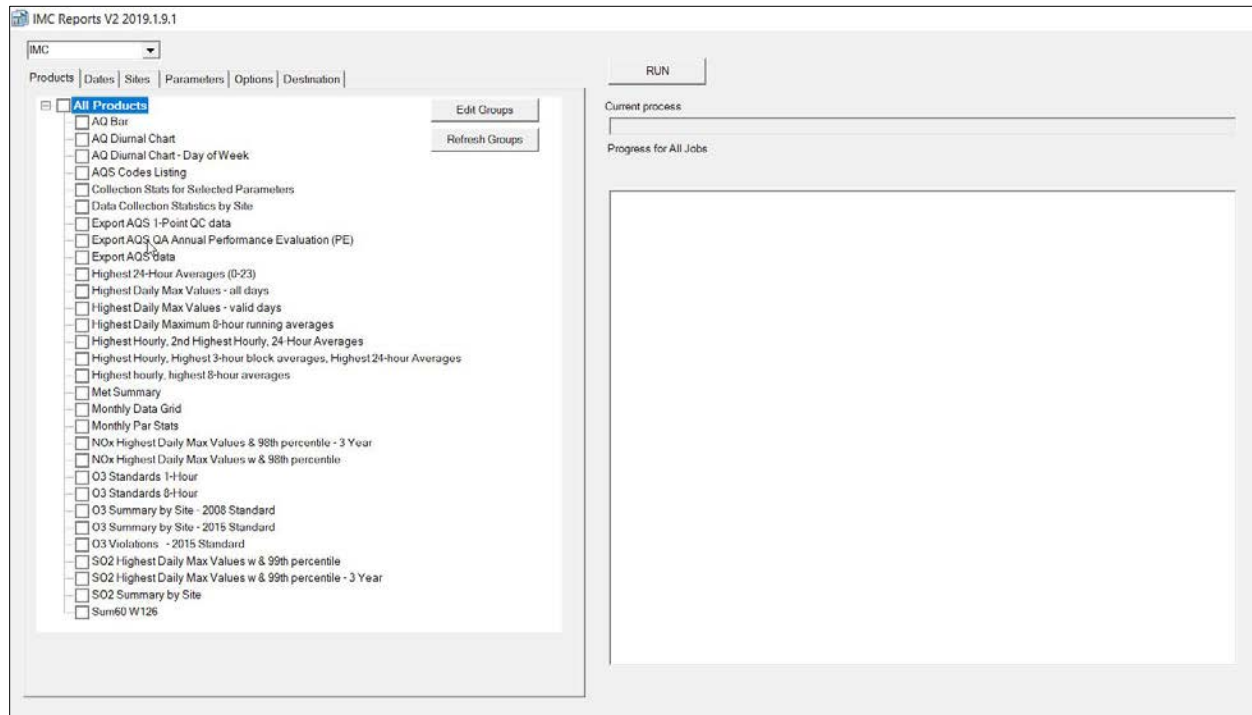 IMC Reports V2 2019.1.9.1
IMC
Products Dates Sites Parameters Options Destination
RUN
All Products
Edit Groups
Current process
AQ Bar
AQ Diurnal Chart
Refresh Groups
Progress for All Jobs
AQ Diurnal Chart - Day of Week
AQS Codes Listing
Collection Stats for Selected Parameters
Data Collection Statistics by Site
Export AQS 1-Point QC data
Export AQS QA Annual Performance Evaluation (PE)
Export AQS data
Highest 24-Hour Averages (0-23)
Highest Daily Max Values - all days
Highest Daily Max Values - valid days
Highest Daily Maximum 8-hour running averages
Highest Hourly, 2nd Highest Hourly, 24-Hour Averages
Highest Hourly, Highest 3-hour block averages, Highest 24-hour Averages
Highest hourly, highest 8-hour averages
Met Summary
Monthly Data Grid
Monthly Par Stats
NOx Highest Daily Max Values & 98th percentile - 3 Year
NOx Highest Daily Max Values w & 98th percentile
O3 Standards 1-Hour
O3 Standards 8-Hour
O3 Summary by Site - 2008 Standard
O3 Summary by Site - 2015 Standard
O3 Violations - 2015 Standard
SO2 Highest Daily Max Values w & 99th percentile
SO2 Highest Daily Max Values w & 99th percentile - 3 Year
SO2 Summary by Site
Sum60 W126